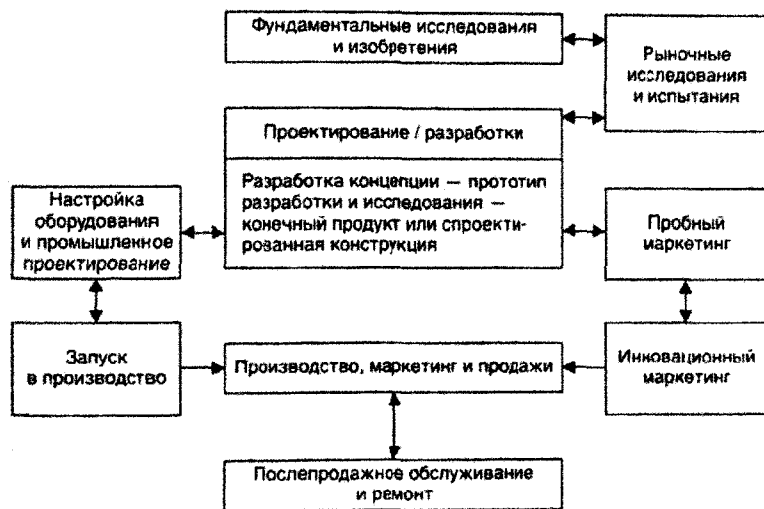 Фундаментальные исследования
и изобретения
Рыночные
исследования
и испытания
Проектирование / разработки
Разработка концепции — прототип
разработки и исследования —
конечный продукт или спроекти-
рованная конструкция
Настройка
оборудования
и промышленное
проектирование
Пробный
маркетинг
Запуск
в производство
Производство, маркетинг и продажи
Инновационный
маркетинг
Послепродажное обслуживание
и ремонт